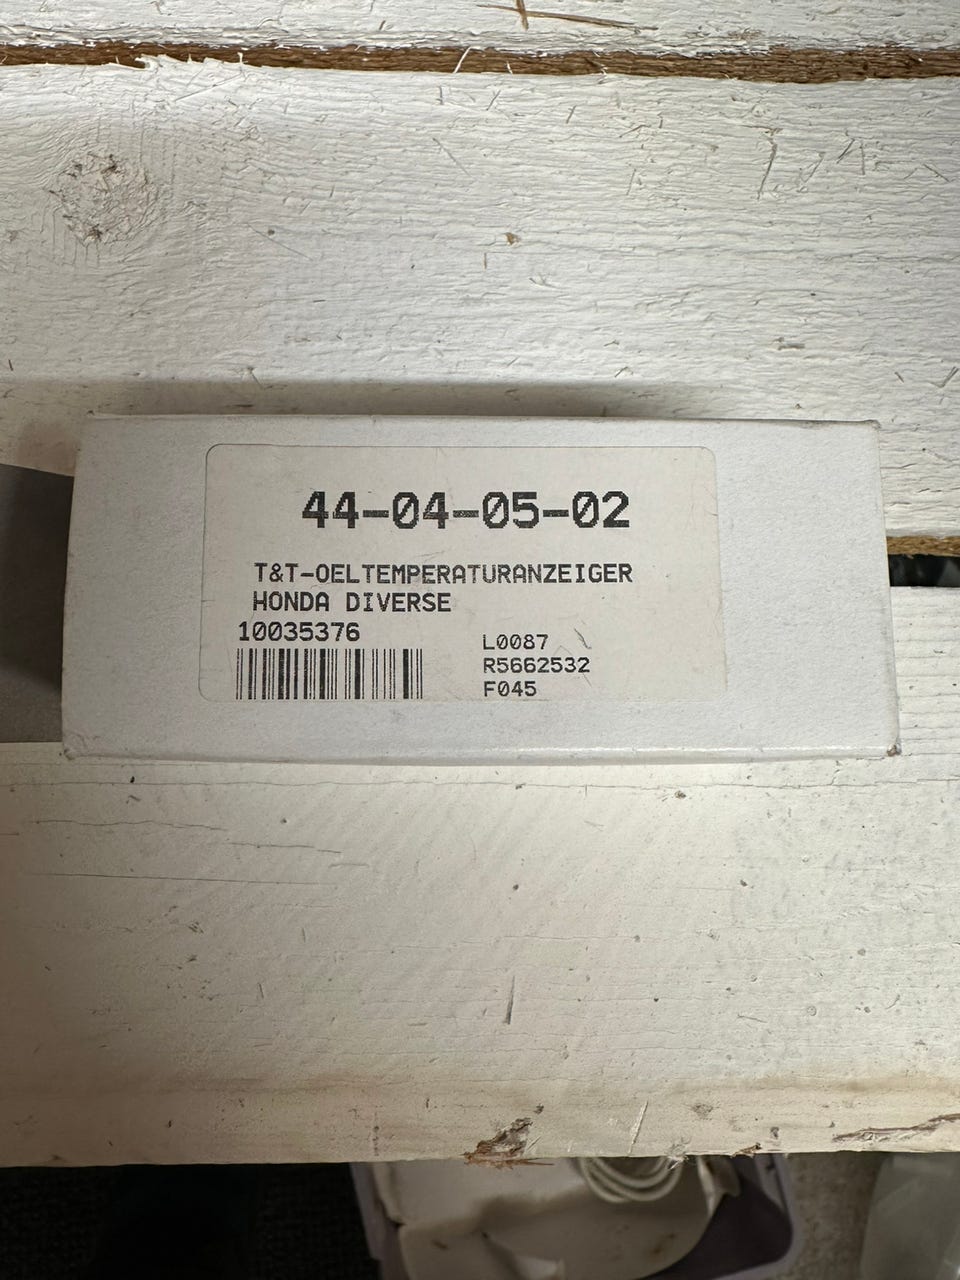 44-04-05-02
T&T-OELTEMPERATURANZEIGER
HONDA DIVERSE
10035376
L0087
R5662532
F045